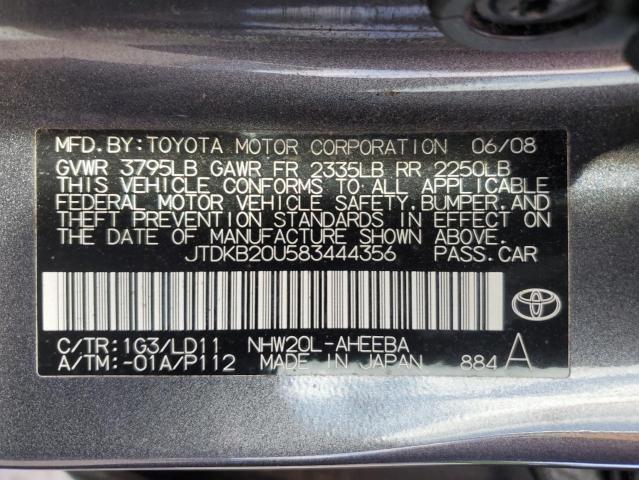 MFD. BY: TOYOTA MOTOR CORPORATION 06/08
GVWR 3795LB GAWR FR 2335LB RR 2250LB
THIS VEHICLE CONFORMS TO ALL APPLICABLE
FEDERAL MOTOR VEHICLE SAFETY, BUMPER, AND
THEFT PREVENTION STANDARDS IN EFFECT ON
THE DATE OF MANUFACTURE SHOWN ABOVE.
JTDKB20U583444356 PASS. CAR
C/TR: 1G3/LD11 NHW20L-AHEEBA
A/TM: -01A/P112 MADE IN JAPAN 884 A